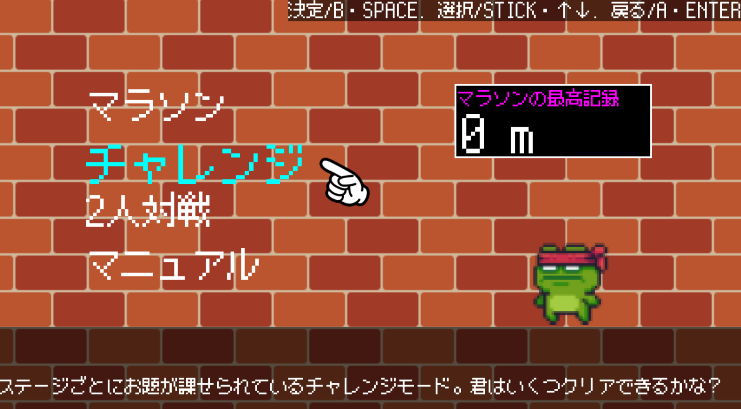 決定/B・SPACE．選択/STICK・↑↓．戻る/A・ENTER
マラソン
マラソンの最高記録
0 m
チャレンジ
2人対戦
マニュアル
ステージごとにお題が課せられているチャレンジモード。君はいくつクリアできるかな？